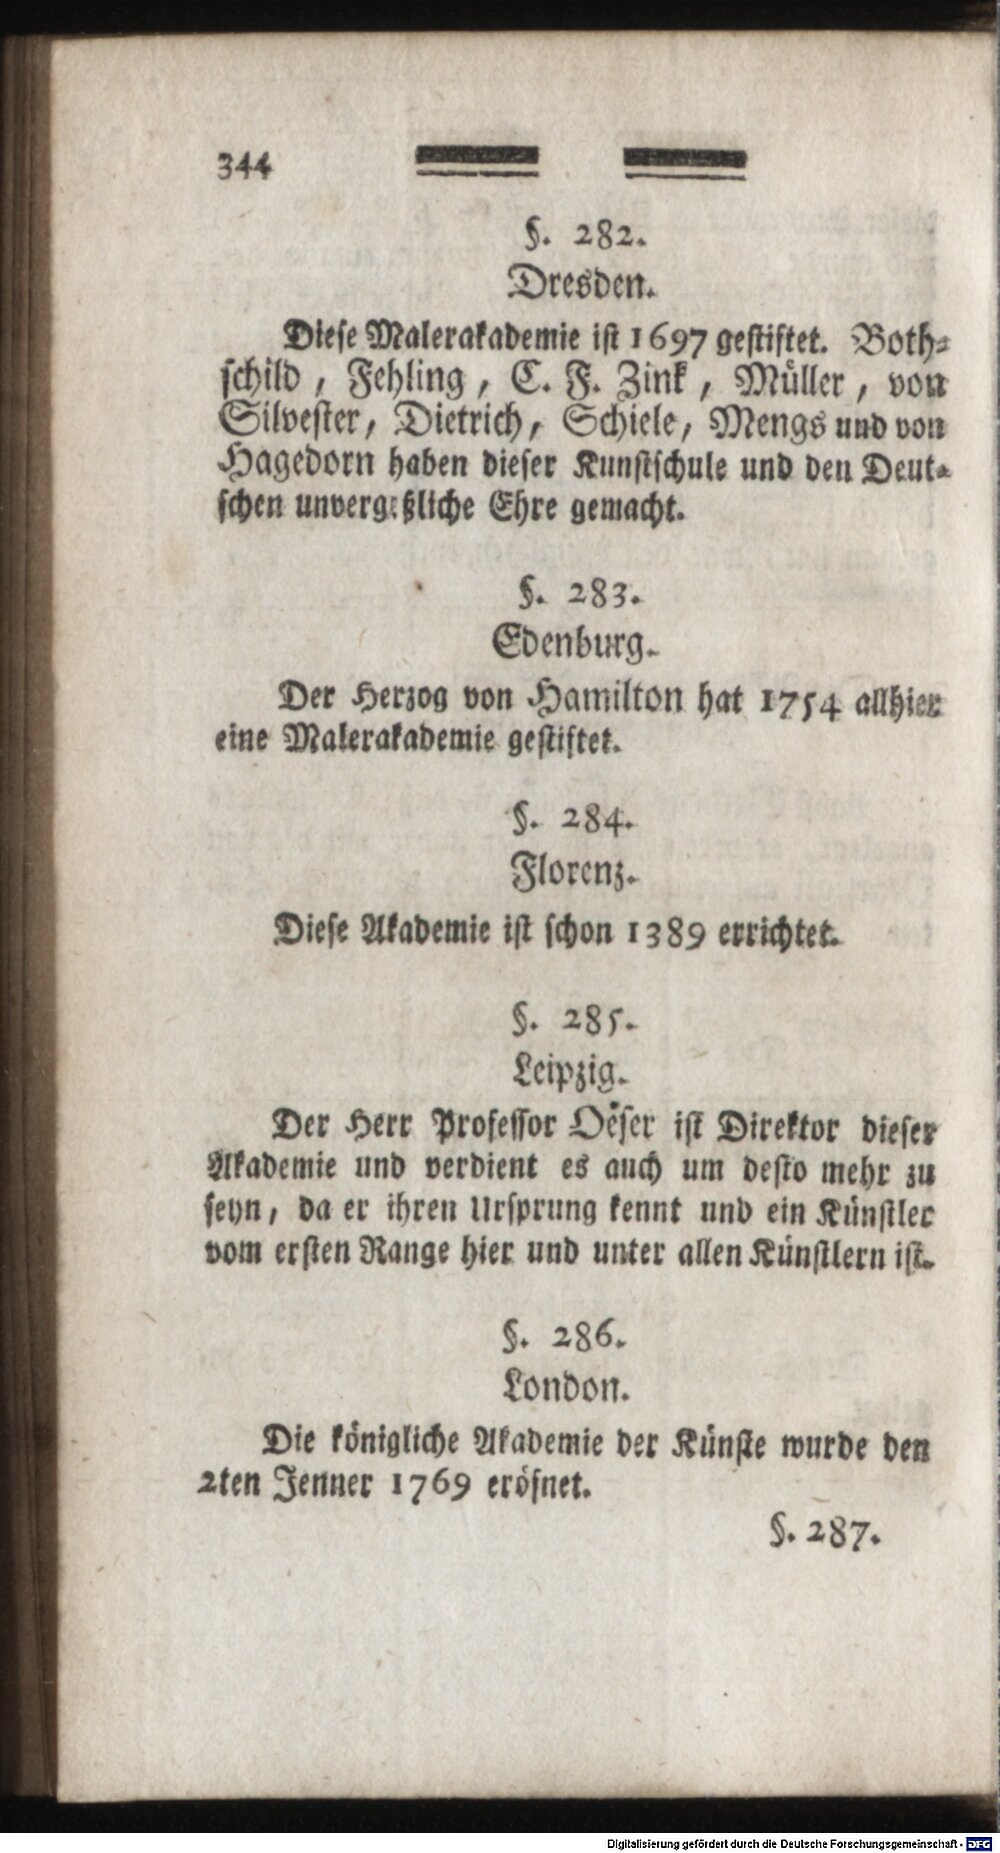 344
§. 282.
Dresden.
Diese Malerakademie ist 1697 gestiftet. Both-
schild, Fehling, C. F. Zink, Müller, von
Silvester, Dietrich, Schiele, Mengs und von
Hagedorn haben dieser Kunstschule und den Deut-
schen unvergeßliche Ehre gemacht.
§. 283.
Edenburg.
Der Herzog von Hamilton hat 1754 allhier
eine Malerakademie gestiftet.
§. 284.
Florenz.
Diese Akademie ist schon 1389 errichtet.
§. 285.
Leipzig.
Der Herr Professor Oëser ist Direktor dieser
Akademie und verdient es auch um desto mehr zu
seyn, da er ihren Ursprung kennt und ein Künstler
vom ersten Range hier und unter allen Künstlern ist.
§. 286.
London.
Die königliche Akademie der Künste wurde den
2ten Jenner 1769 eröfnet.
§. 287.
Digitalisierung gefördert durch die Deutsche Forschungsgemeinschaft - DFG